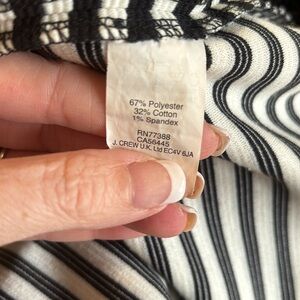 67% Polyester
32% Cotton
1% Spandex
RN77388
CA56445
J. CREW U.K. Ltd EC4V 6JA